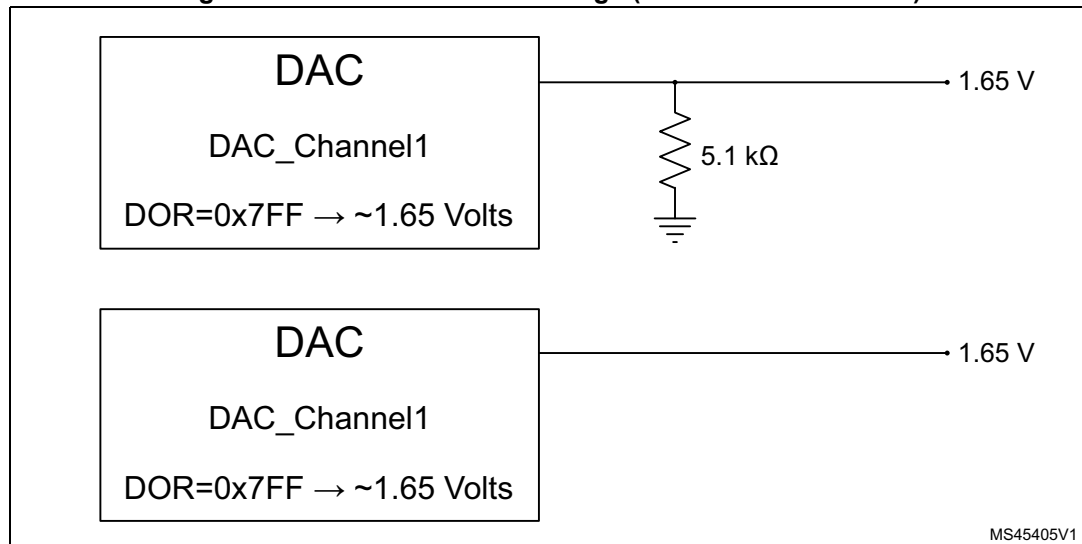 DAC
DAC_Channel1
DOR=0x7FF → ~1.65 Volts
1.65 V
5.1 kΩ
DAC
DAC_Channel1
DOR=0x7FF → ~1.65 Volts
1.65 V
MS45405V1